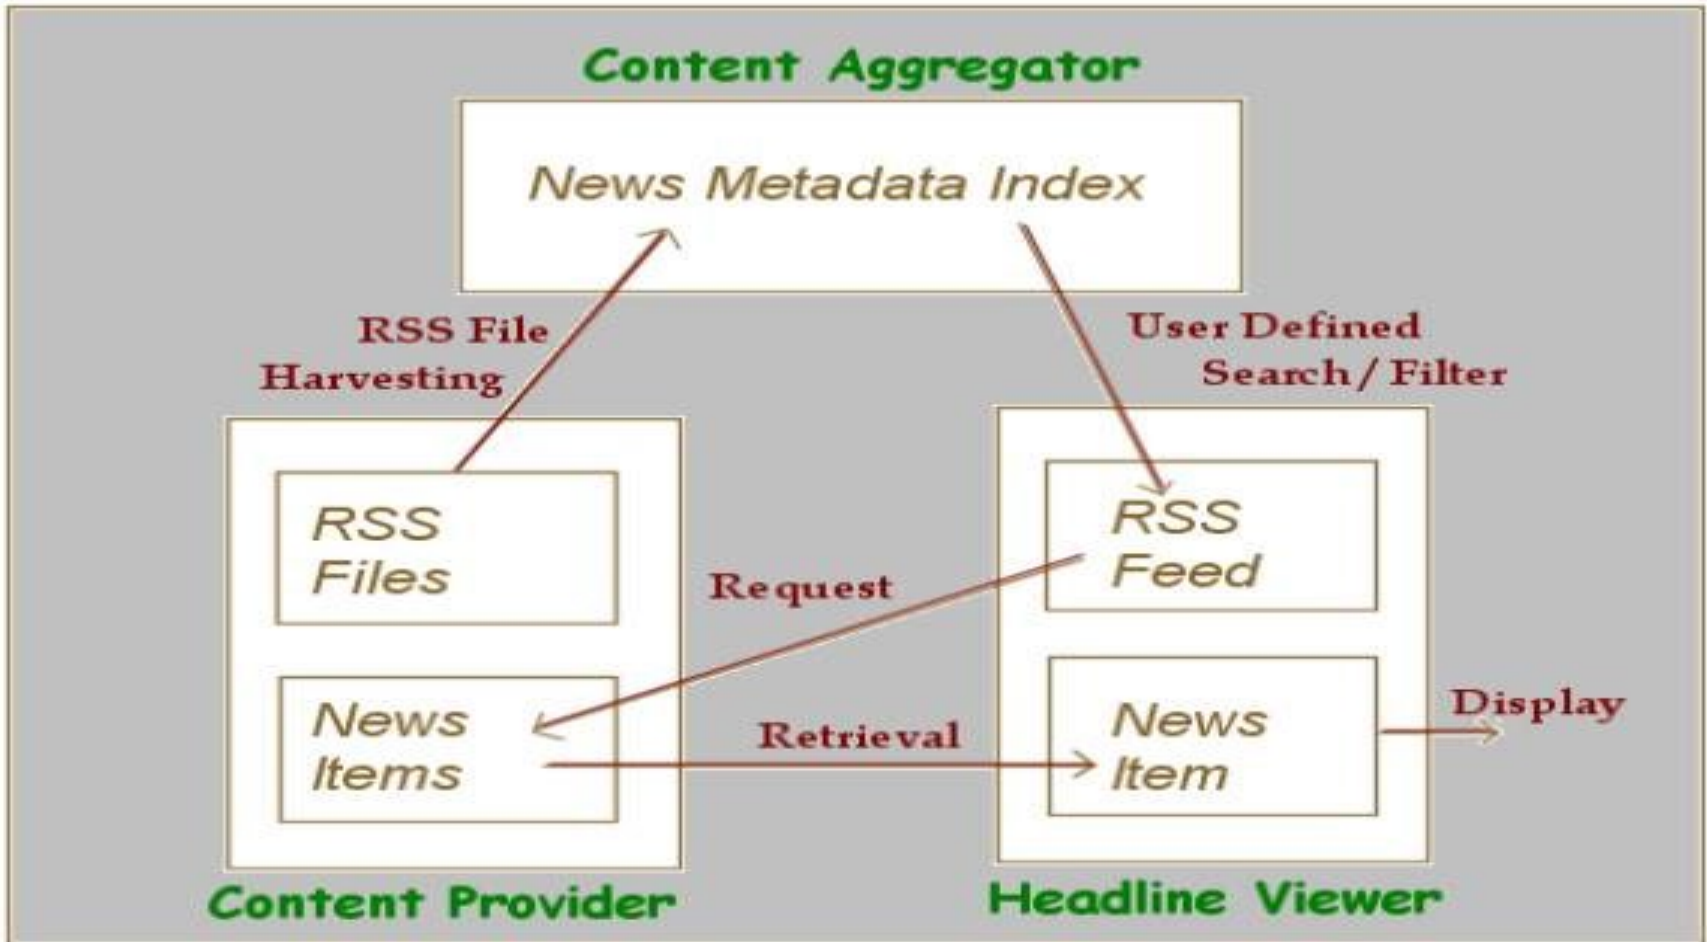 Content Aggregator
News Metadata Index
RSS File
Harvesting
User Defined
Search / Filter
RSS
Files
RSS
Feed
Request
News
Items
Retrieval
News
Item
Display
Content Provider
Headline Viewer